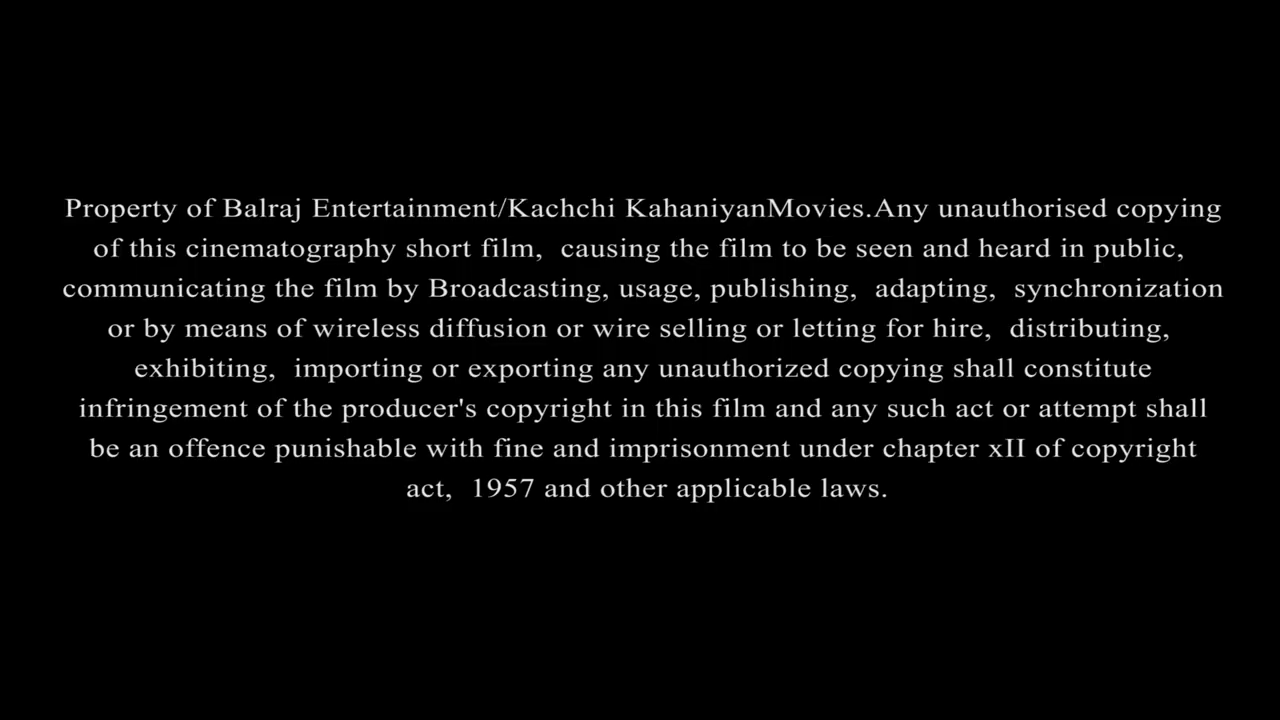 Property of Balraj Entertainment/Kachchi KahaniyanMovies.Any unauthorised copying
of this cinematography short film,  causing the film to be seen and heard in public,
communicating the film by Broadcasting, usage, publishing,  adapting,  synchronization
or by means of wireless diffusion or wire selling or letting for hire,  distributing,
exhibiting,  importing or exporting any unauthorized copying shall constitute
infringement of the producer's copyright in this film and any such act or attempt shall
be an offence punishable with fine and imprisonment under chapter xII of copyright
act,  1957 and other applicable laws.